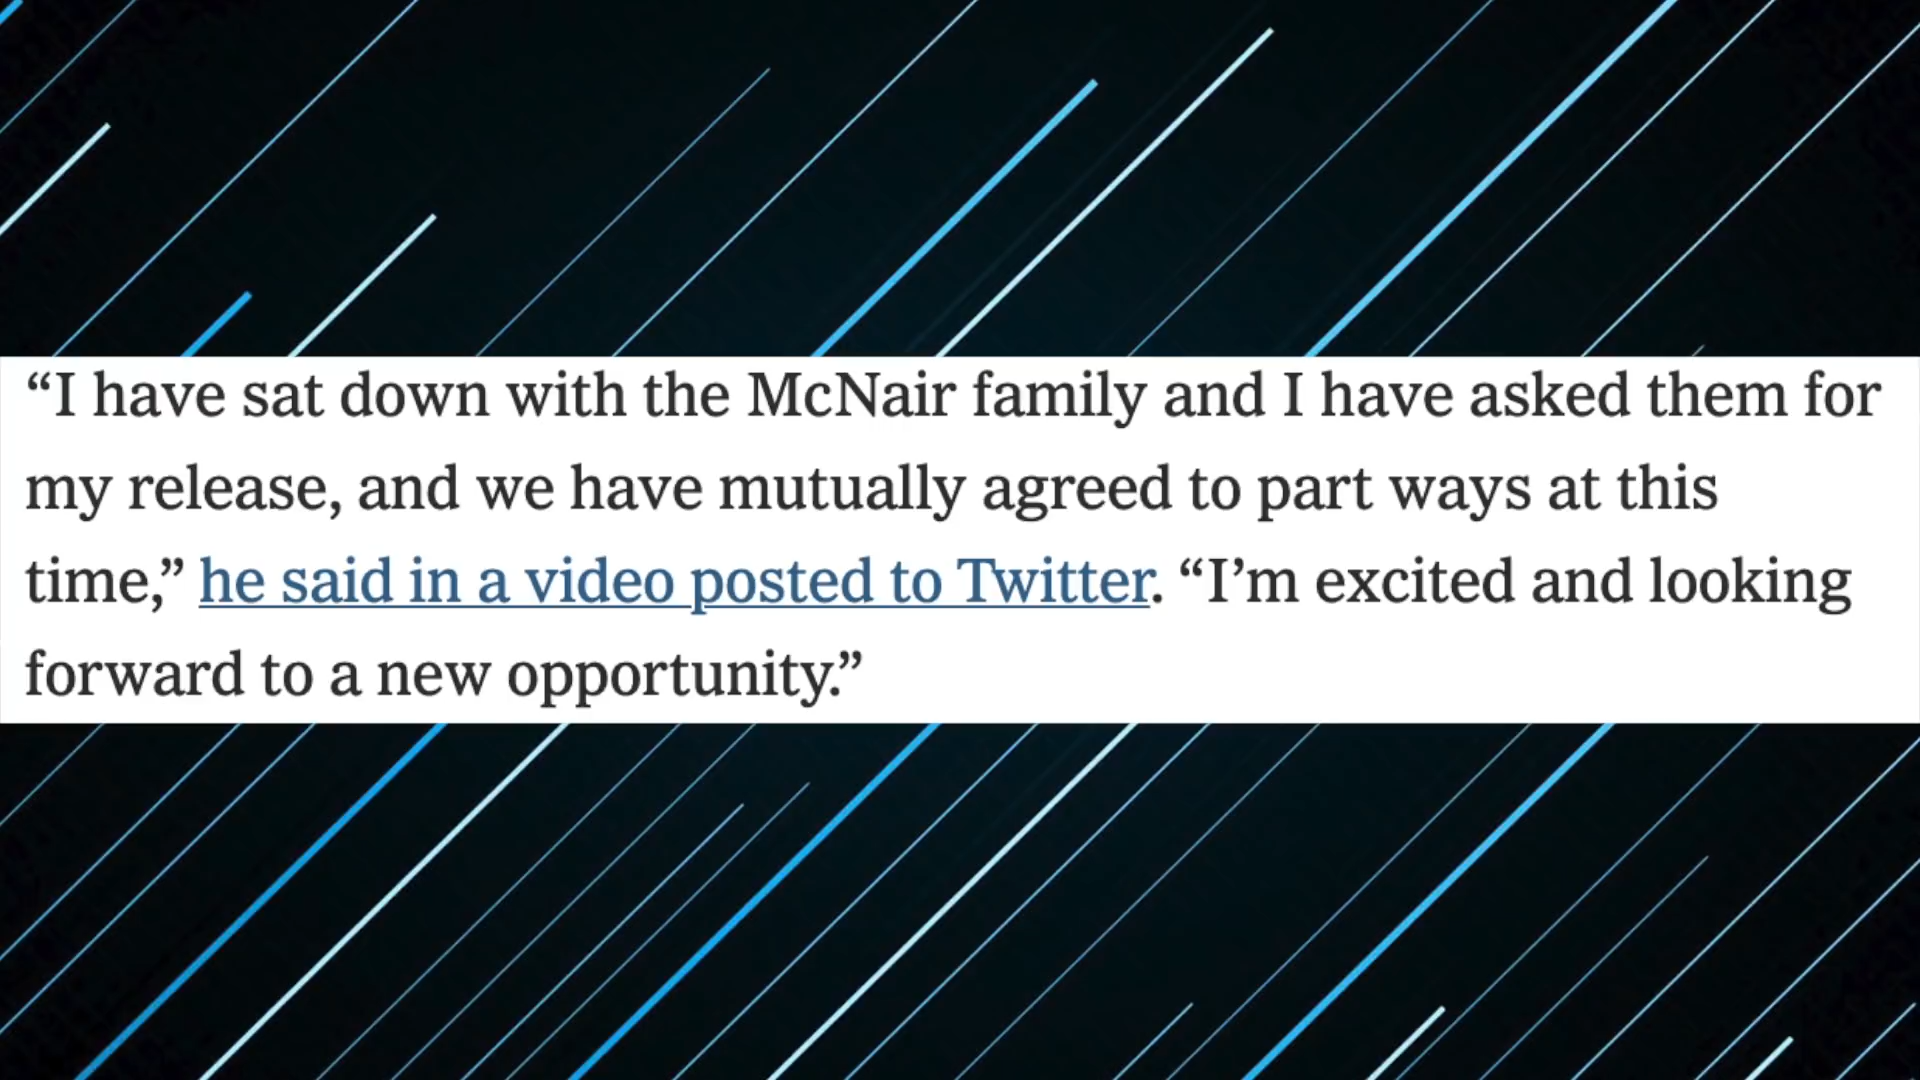 “I have sat down with the McNair family and I have asked them for
my release, and we have mutually agreed to part ways at this
time,” he said in a video posted to Twitter. “I’m excited and looking
forward to a new opportunity.”